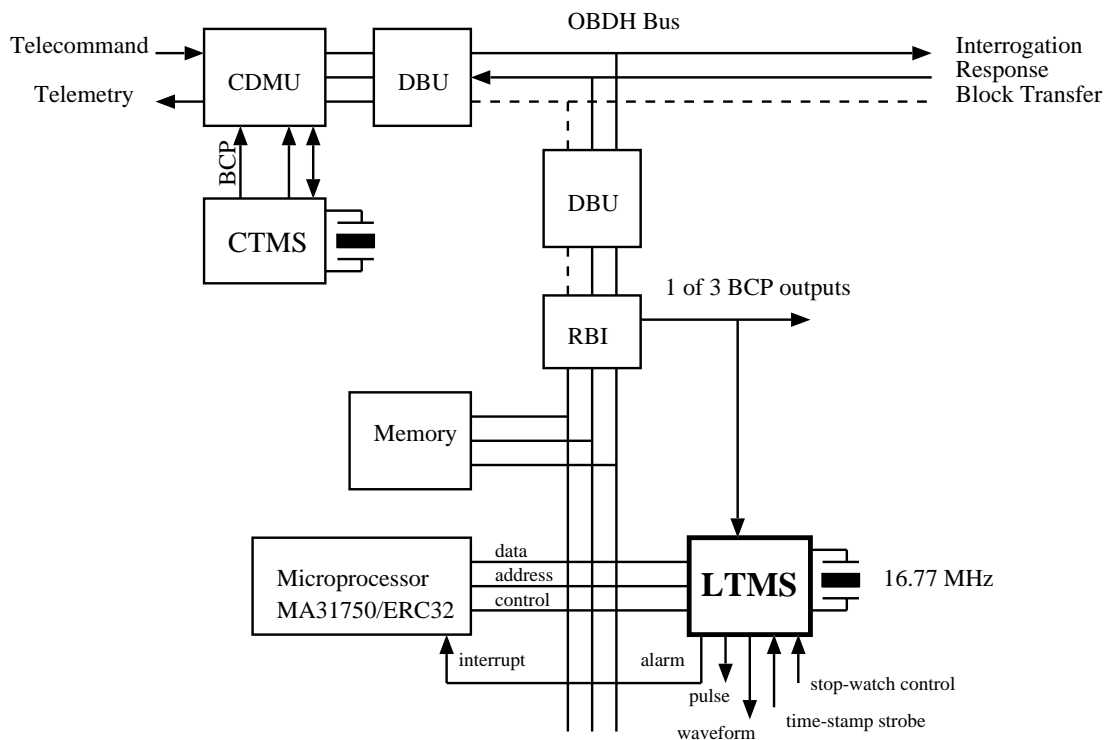 OBDH Bus
Telecommand
Interrogation
CDMU
DBU
Response
Telemetry
Block Transfer
BCP
DBU
CTMS
1 of 3 BCP outputs
RBI
Memory
data
Microprocessor
address
LTMS
16.77 MHz
MA31750/ERC32
control
interrupt
alarm
stop-watch control
pulse
time-stamp strobe
waveform